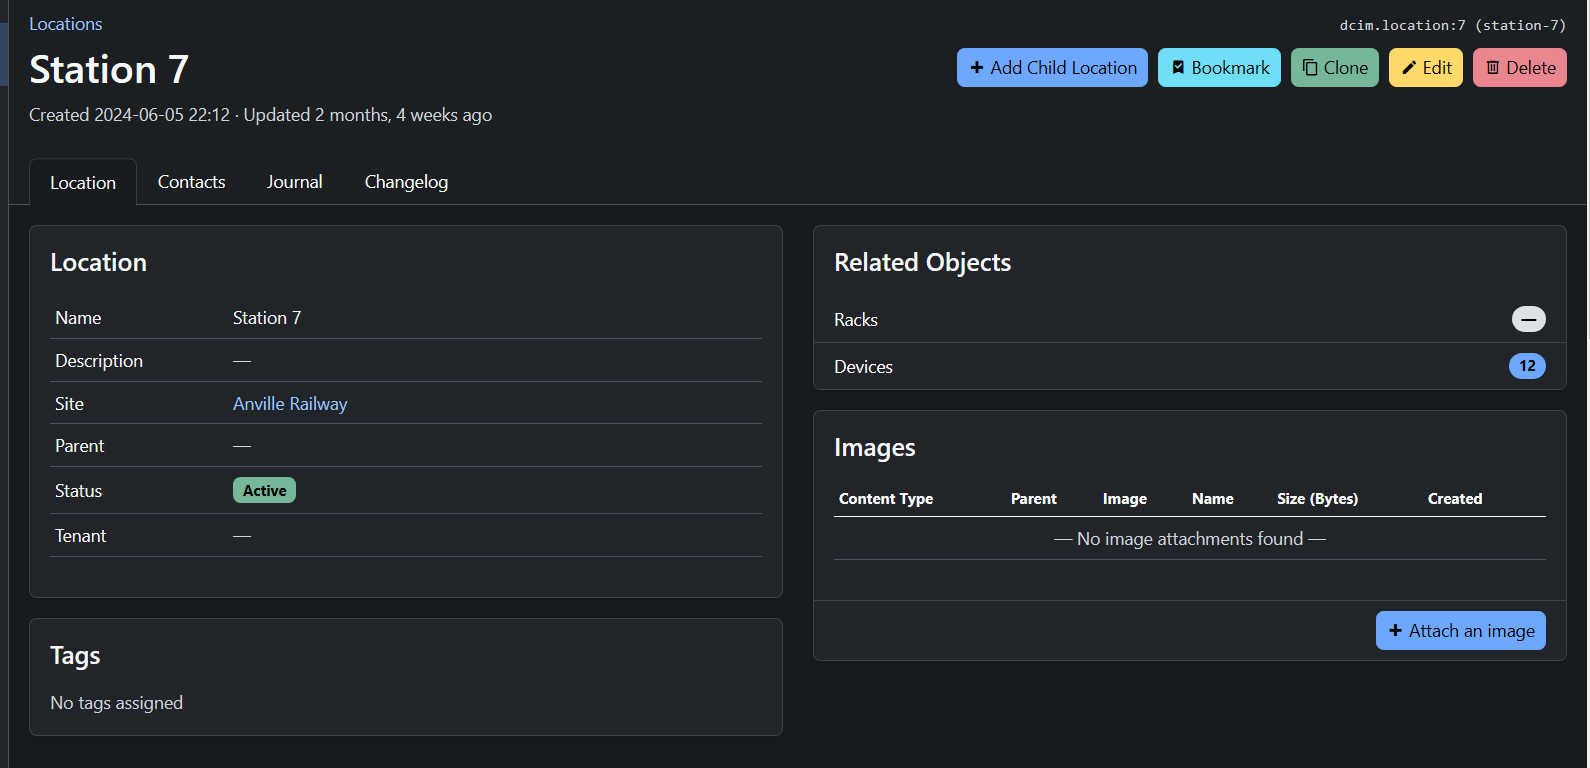 Locations
dcim.location:7 (station-7)
Station 7
Add Child Location
Bookmark
Clone
Edit
Delete
Created 2024-06-05 22:12 · Updated 2 months, 4 weeks ago
Location
Contacts
Journal
Changelog
Location
Name Station 7
Description —
Site Anville Railway
Parent —
Status Active
Tenant —
Tags
No tags assigned
Related Objects
Racks —
Devices 12
Images
Content Type Parent Image Name Size (Bytes) Created
— No image attachments found —
Attach an image